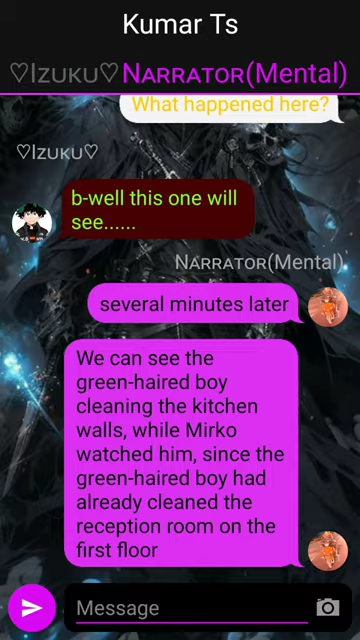 Kumar Ts
♡Izuku♡ Narrator(Mental)
What happened here?
♡Izuku♡
b-well this one will
see......
Narrator(Mental)
several minutes later
We can see the
green-haired boy
cleaning the kitchen
walls, while Mirko
watched him, since the
green-haired boy had
already cleaned the
reception room on the
first floor
Message